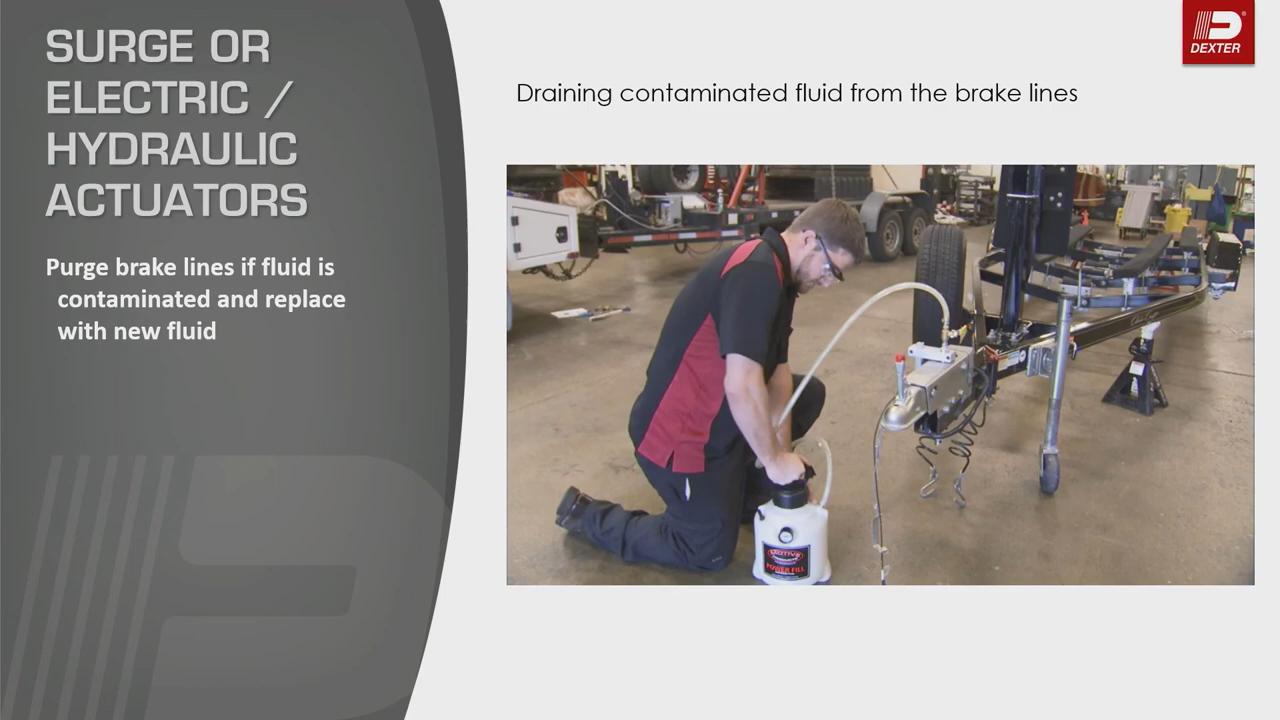 SURGE OR
ELECTRIC /
HYDRAULIC
ACTUATORS
Purge brake lines if fluid is
contaminated and replace
with new fluid
DEXTER
Draining contaminated fluid from the brake lines
MOTIVE
POWER FILL